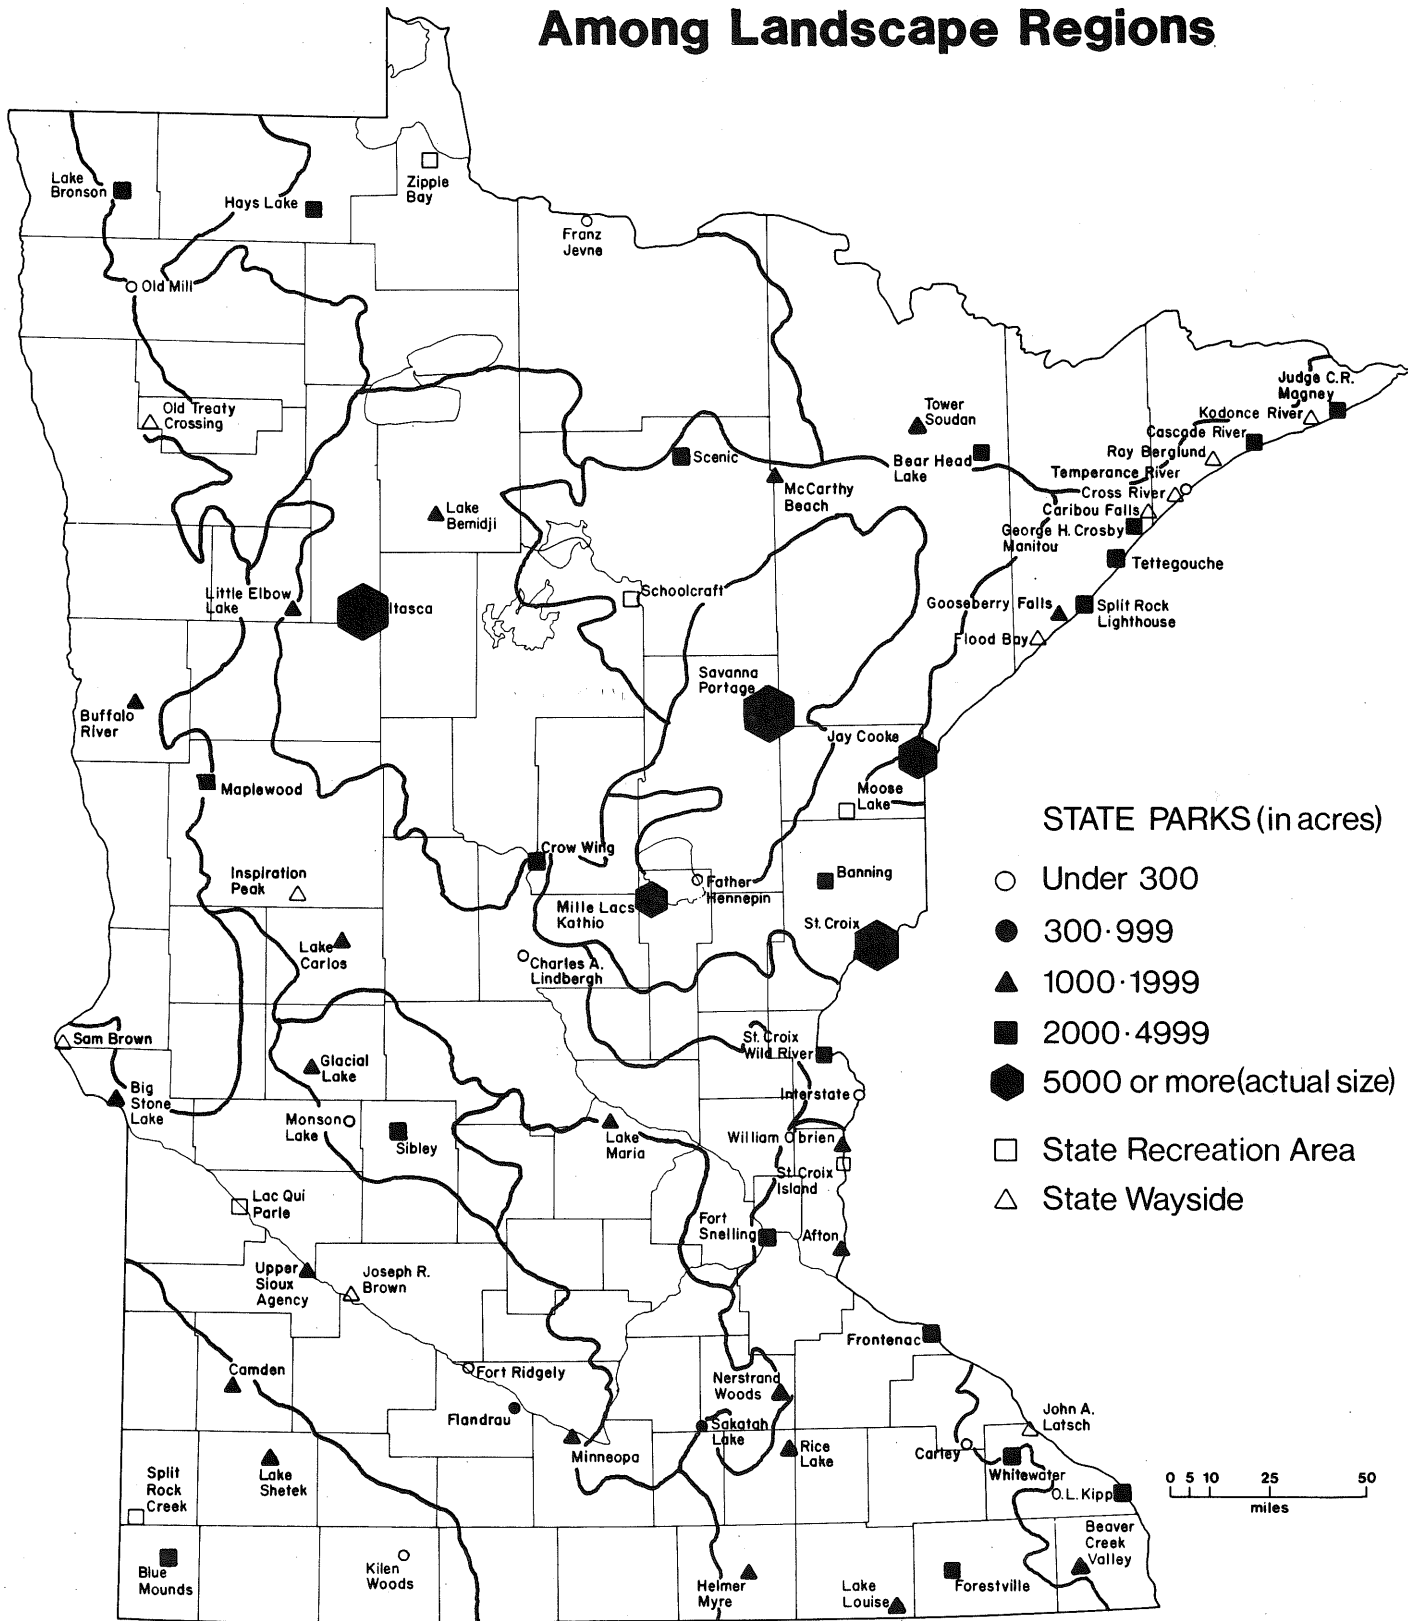 Among Landscape Regions
Lake
Bronson
Hays Lake
Zipple
Bay
Franz
Jevne
Old Mill
Old Treaty
Crossing
Tower
Soudan
Judge C.R.
Magney
Kodonce River
Cascade River
Ray Berglund
Temperance River
Cross River
Caribou Falls
George H. Crosby
Manitou
Tettegouche
Scenic
Bear Head
Lake
McCarthy
Beach
Lake
Bemidji
Little Elbow
Lake
Itasca
Schoolcraft
Gooseberry Falls
Split Rock
Lighthouse
Flood Bay
Savanna
Portage
Buffalo
River
Jay Cooke
Moose
Lake
Maplewood
Crow Wing
Inspiration
Peak
Father
Hennepin
Banning
Mille Lacs
Kathio
St. Croix
Lake
Carlos
Charles A.
Lindbergh
Sam Brown
St. Croix
Wild River
Glacial
Lake
Interstate
Big
Stone
Lake
Monson
Lake
Sibley
Lake
Maria
William O'brien
St. Croix
Island
Lac Qui
Parle
Fort
Snelling
Afton
Upper
Sioux
Agency
Joseph R.
Brown
Frontenac
Camden
Fort Ridgely
Nerstrand
Woods
Flandrau
Sakatah
Lake
John A.
Latsch
Minneopa
Rice
Lake
Carley
Whitewater
Split
Rock
Creek
Lake
Shetek
O.L. Kipp
Beaver
Creek
Valley
Blue
Mounds
Kilen
Woods
Helmer
Myre
Lake
Louise
Forestville
STATE PARKS (in acres)
Under 300
300·999
1000·1999
2000·4999
5000 or more (actual size)
State Recreation Area
State Wayside
0 5 10 25 50
miles